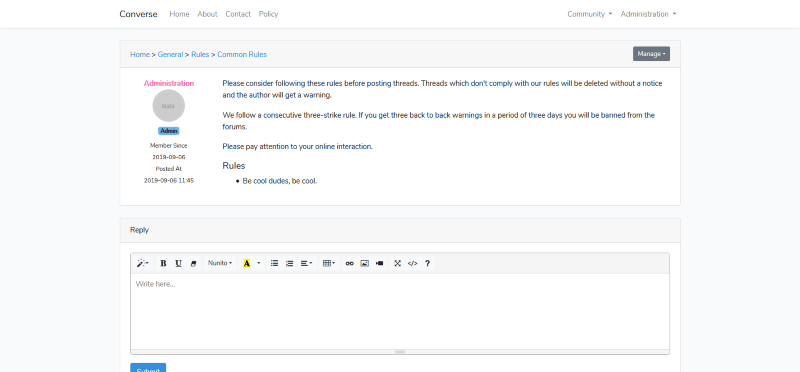 Converse Home About Contact Policy Community Administration
Home > General > Rules > Common Rules Manage
Administration
Admin
Member Since
2019-09-06
Posted At
2019-09-06 11:45
Please consider following these rules before posting threads. Threads which don't comply with our rules will be deleted without a notice
and the author will get a warning.
We follow a consecutive three-strike rule. If you get three back to back warnings in a period of three days you will be banned from the
forums.
Please pay attention to your online interaction.
Rules
Be cool dudes, be cool.
Reply
B U Nunito A </> ?
Write here...
Submit